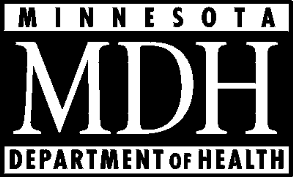 MINNESOTA
MDH
DEPARTMENT OF HEALTH